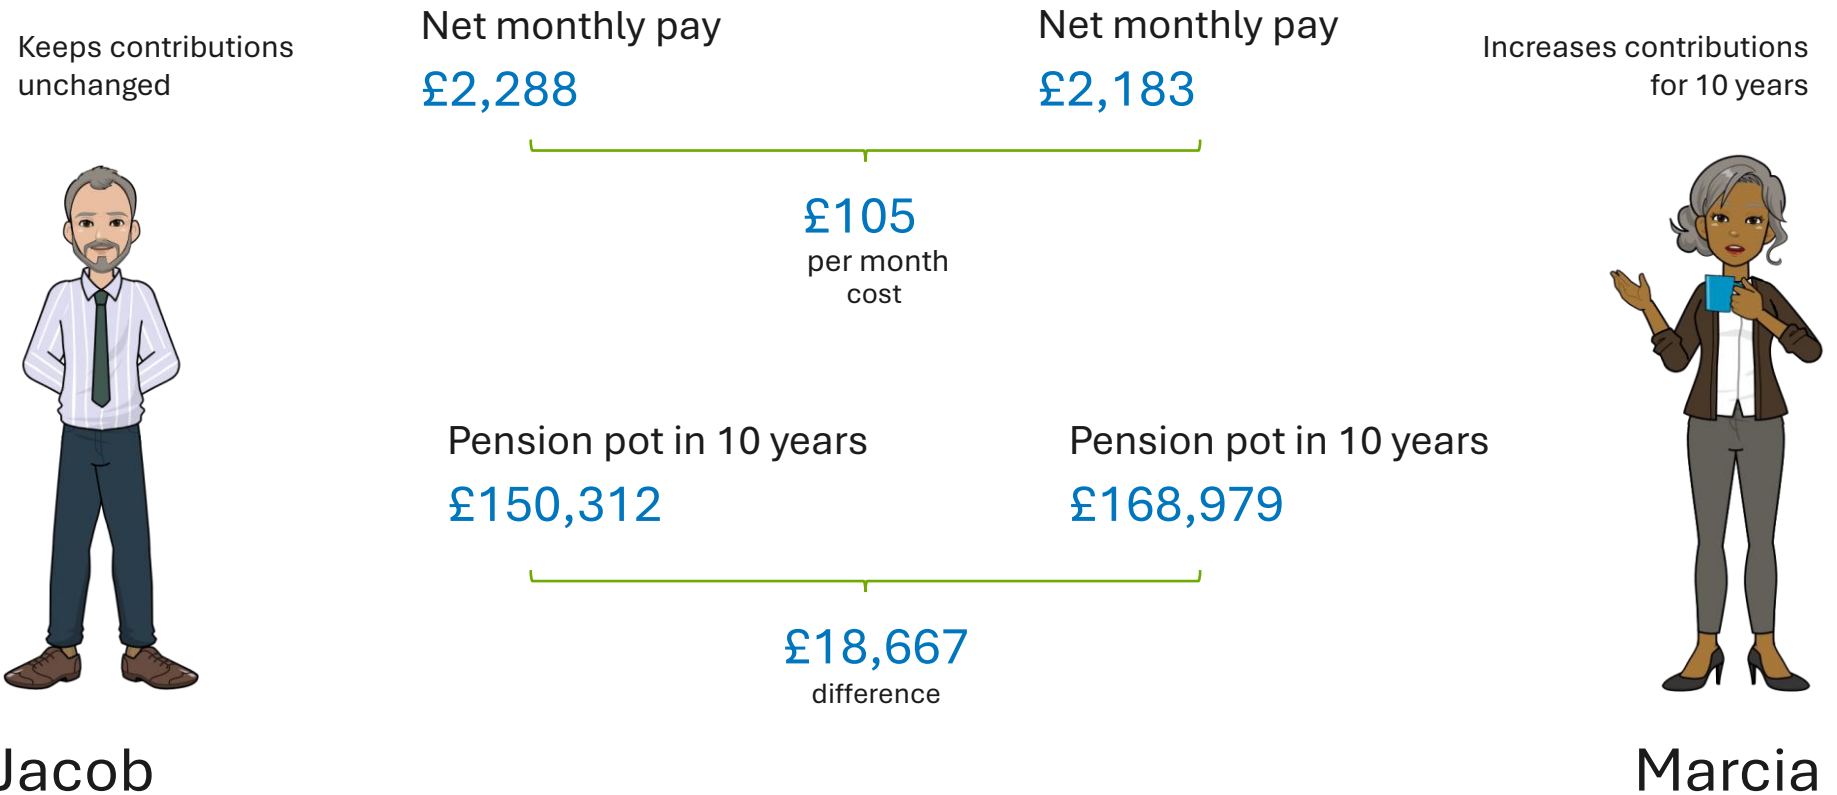 Keeps contributions
unchanged
Net monthly pay
£2,288
Net monthly pay
£2,183
Increases contributions
for 10 years
£105
per month
cost
Pension pot in 10 years
£150,312
Pension pot in 10 years
£168,979
£18,667
difference
Jacob
Marcia